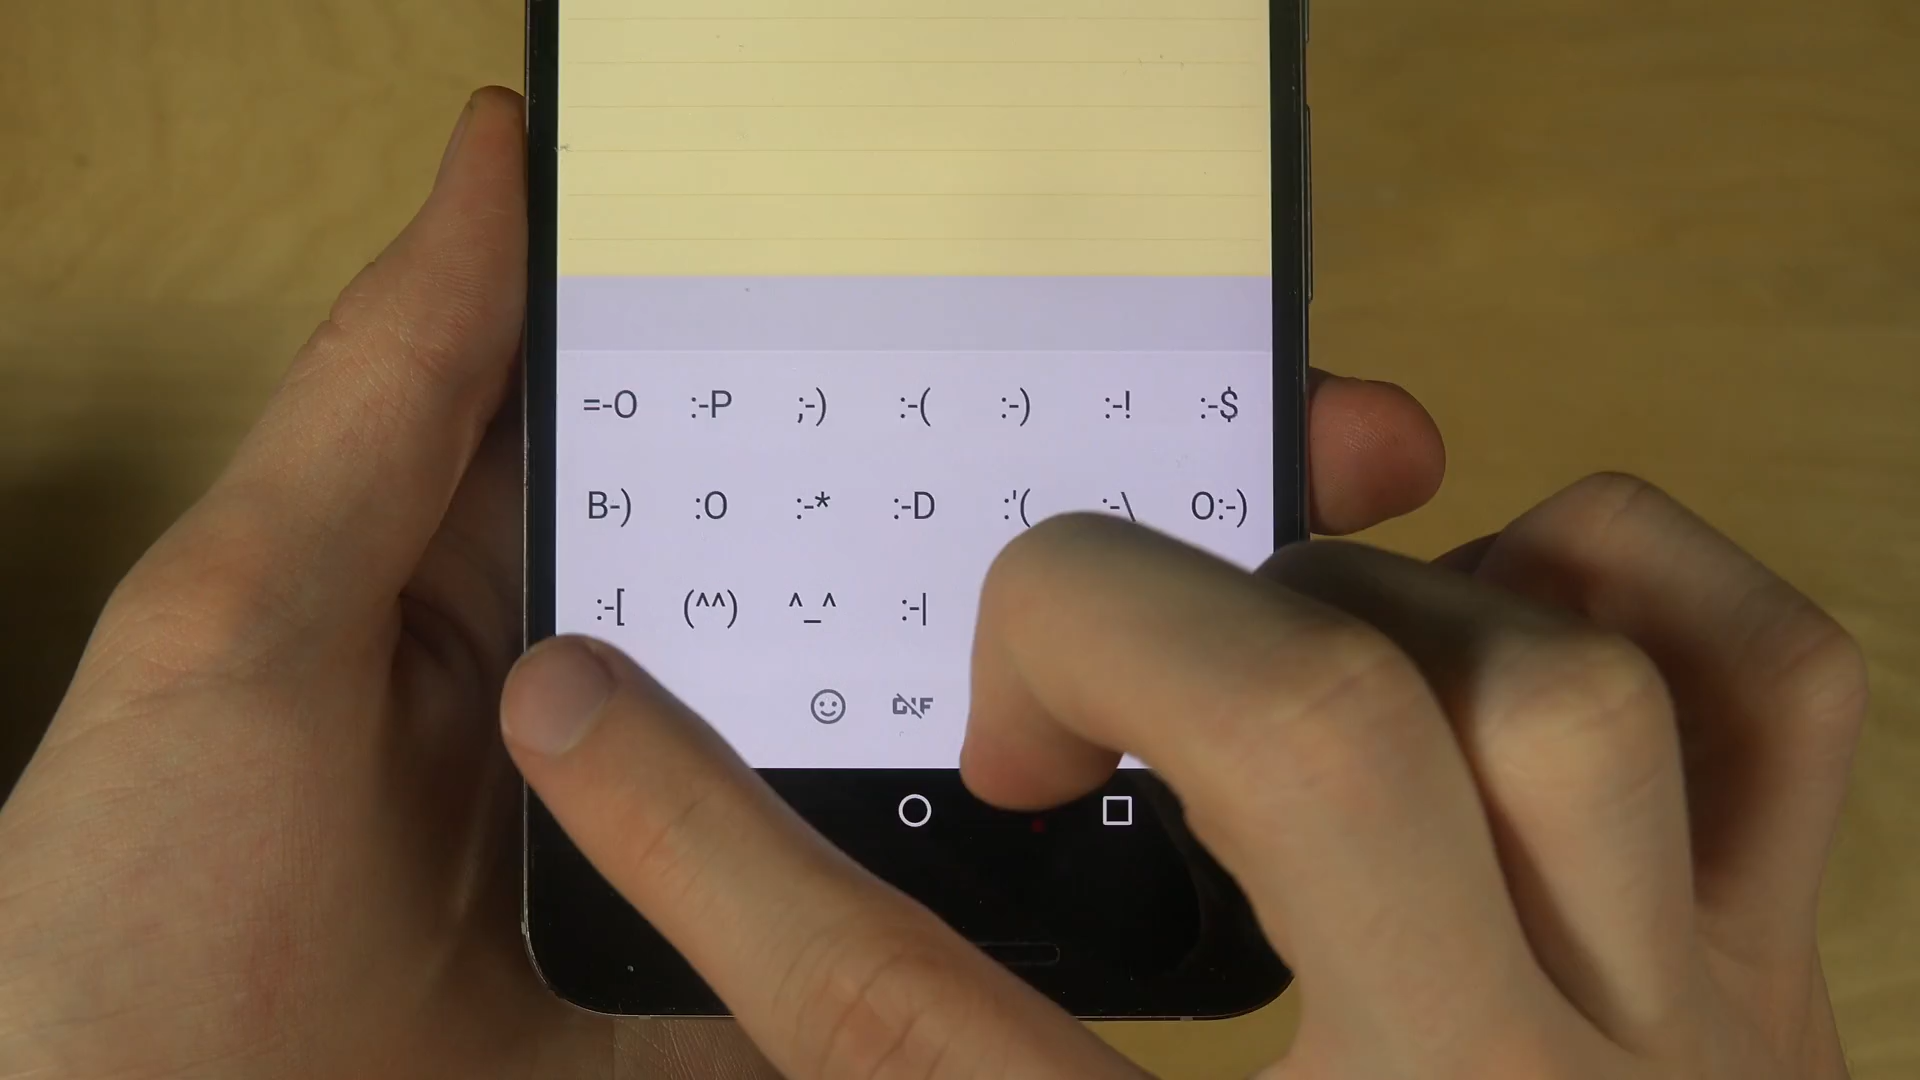 =-O :-P ;-) :-( :-) :-! :-$
B-) :O :-* :-D :'( :-\ O:-)
:-[ (^^) ^_^ :-|
GIF